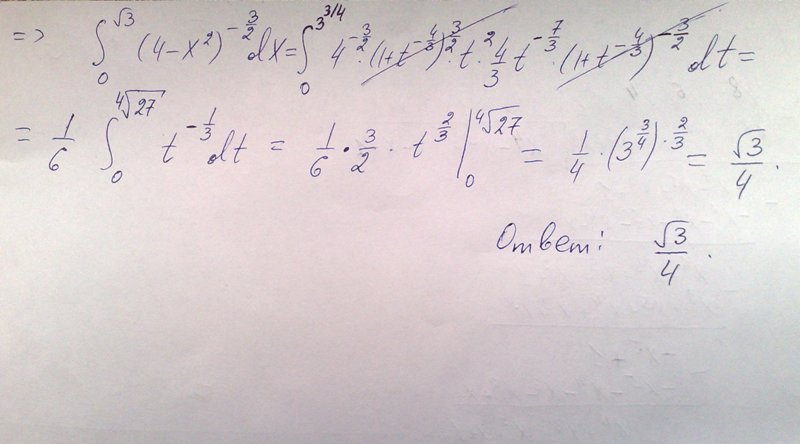 => ∫₀^√3 (4-x²)^(-3/2) dx = ∫₀^(3^(3/4)) 4^(-3/2) · (1+t^(-4/3))^(3/2) · t² · 4/3 t^(-7/3) · (1+t^(-4/3))^(-3/2) dt =
= 1/6 ∫₀^(∜27) t^(-1/3) dt = 1/6 · 3/2 · t^(2/3) |₀^(∜27) = 1/4 · (3^(3/4))^(·2/3) = √3/4 .
Ответ: √3/4 .